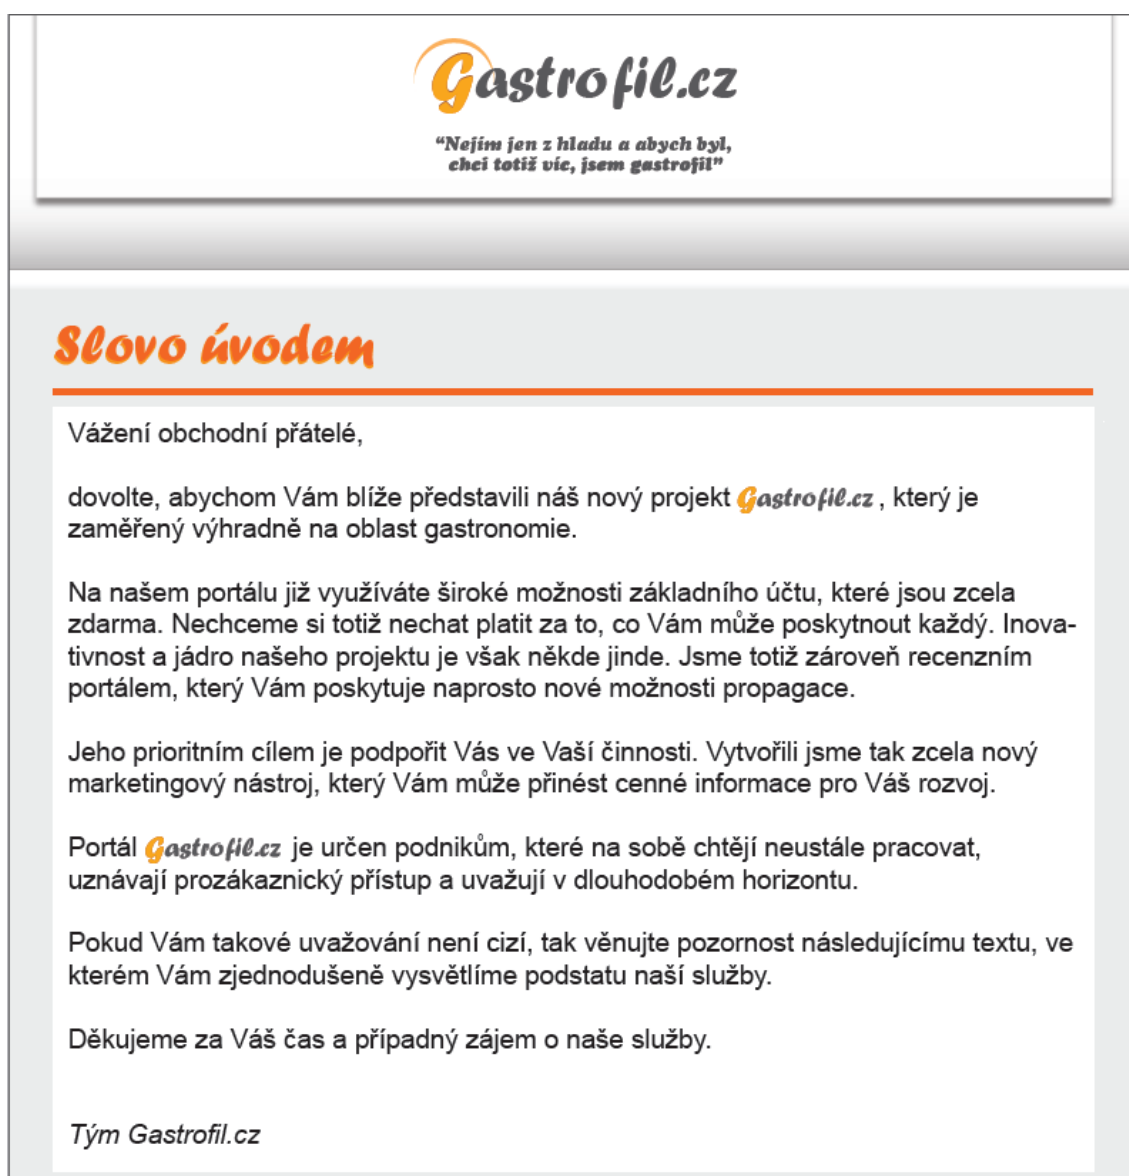 Gastrofil.cz
“Nejím jen z hladu a abych byl,
chci totiž víc, jsem gastrofil”
Slovo úvodem
Vážení obchodní přátelé,
dovolte, abychom Vám blíže představili náš nový projekt Gastrofil.cz , který je
zaměřený výhradně na oblast gastronomie.
Na našem portálu již využíváte široké možnosti základního účtu, které jsou zcela
zdarma. Nechceme si totiž nechat platit za to, co Vám může poskytnout každý. Inova-
tivnost a jádro našeho projektu je však někde jinde. Jsme totiž zároveň recenzním
portálem, který Vám poskytuje naprosto nové možnosti propagace.
Jeho prioritním cílem je podpořit Vás ve Vaší činnosti. Vytvořili jsme tak zcela nový
marketingový nástroj, který Vám může přinést cenné informace pro Váš rozvoj.
Portál Gastrofil.cz je určen podnikům, které na sobě chtějí neustále pracovat,
uznávají prozákaznický přístup a uvažují v dlouhodobém horizontu.
Pokud Vám takové uvažování není cizí, tak věnujte pozornost následujícímu textu, ve
kterém Vám zjednodušeně vysvětlíme podstatu naší služby.
Děkujeme za Váš čas a případný zájem o naše služby.
Tým Gastrofil.cz